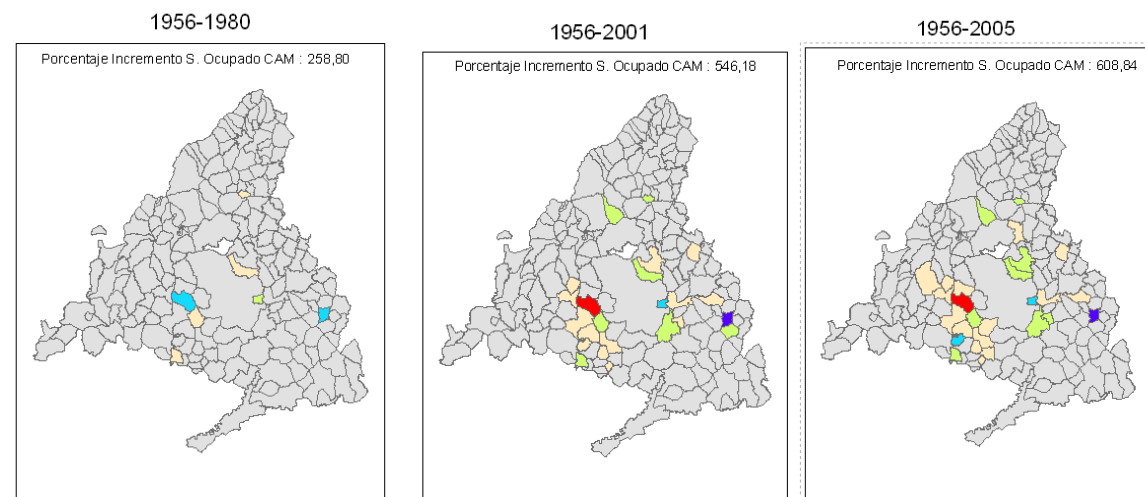 1956-1980
Porcentaje Incremento S. Ocupado CAM : 258,80
1956-2001
Porcentaje Incremento S. Ocupado CAM : 546,18
1956-2005
Porcentaje Incremento S. Ocupado CAM : 608,84